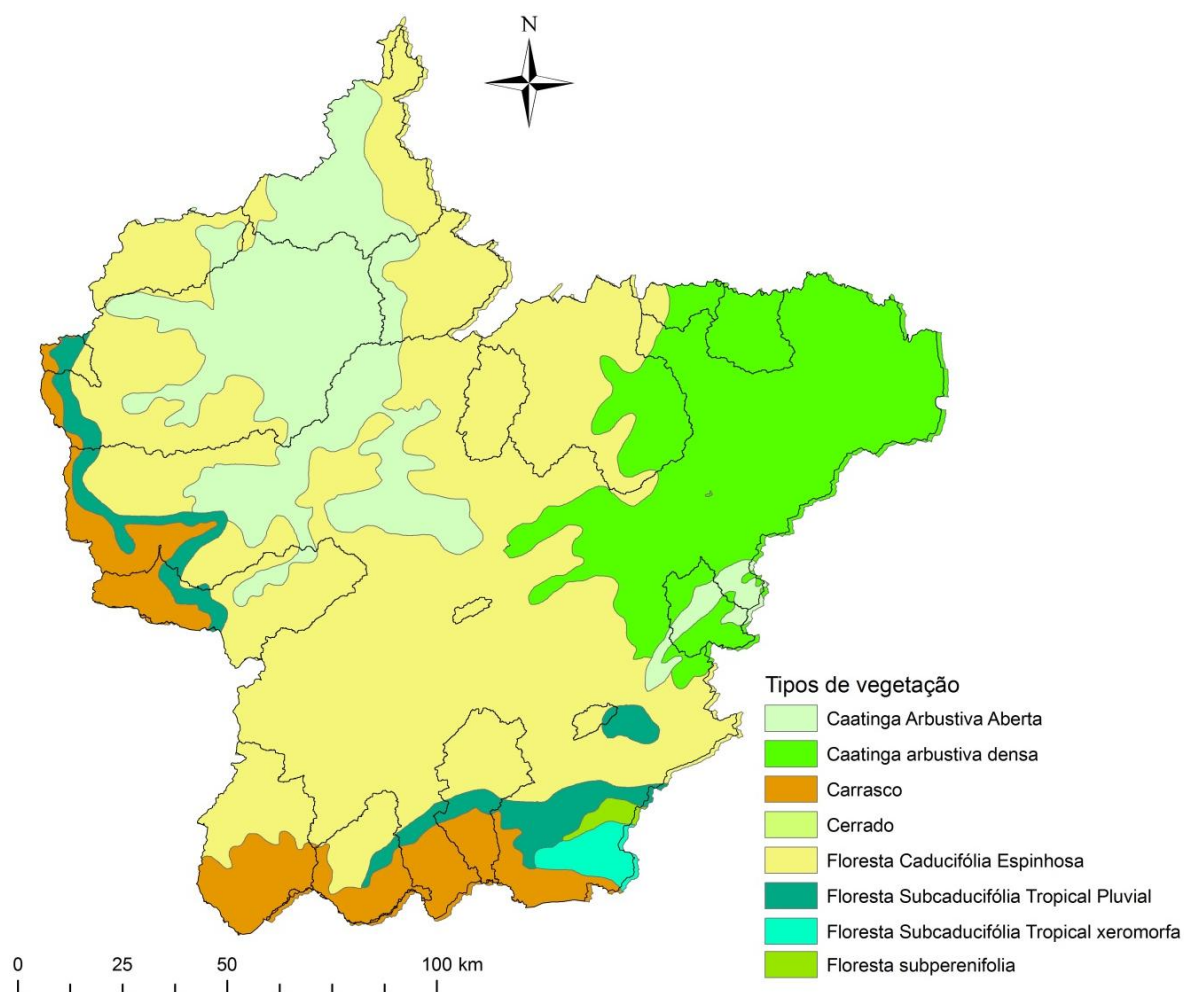 N
Tipos de vegetação
Caatinga Arbustiva Aberta
Caatinga arbustiva densa
Carrasco
Cerrado
Floresta Caducifólia Espinhosa
Floresta Subcaducifólia Tropical Pluvial
Floresta Subcaducifólia Tropical xeromorfa
Floresta subperenifolia
0 25 50 100 km